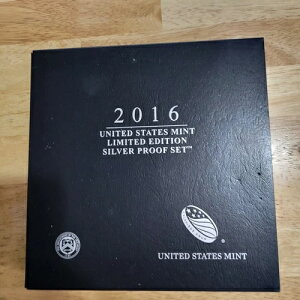 2016
UNITED STATES MINT
LIMITED EDITION
SILVER PROOF SET™
UNITED STATES MINT